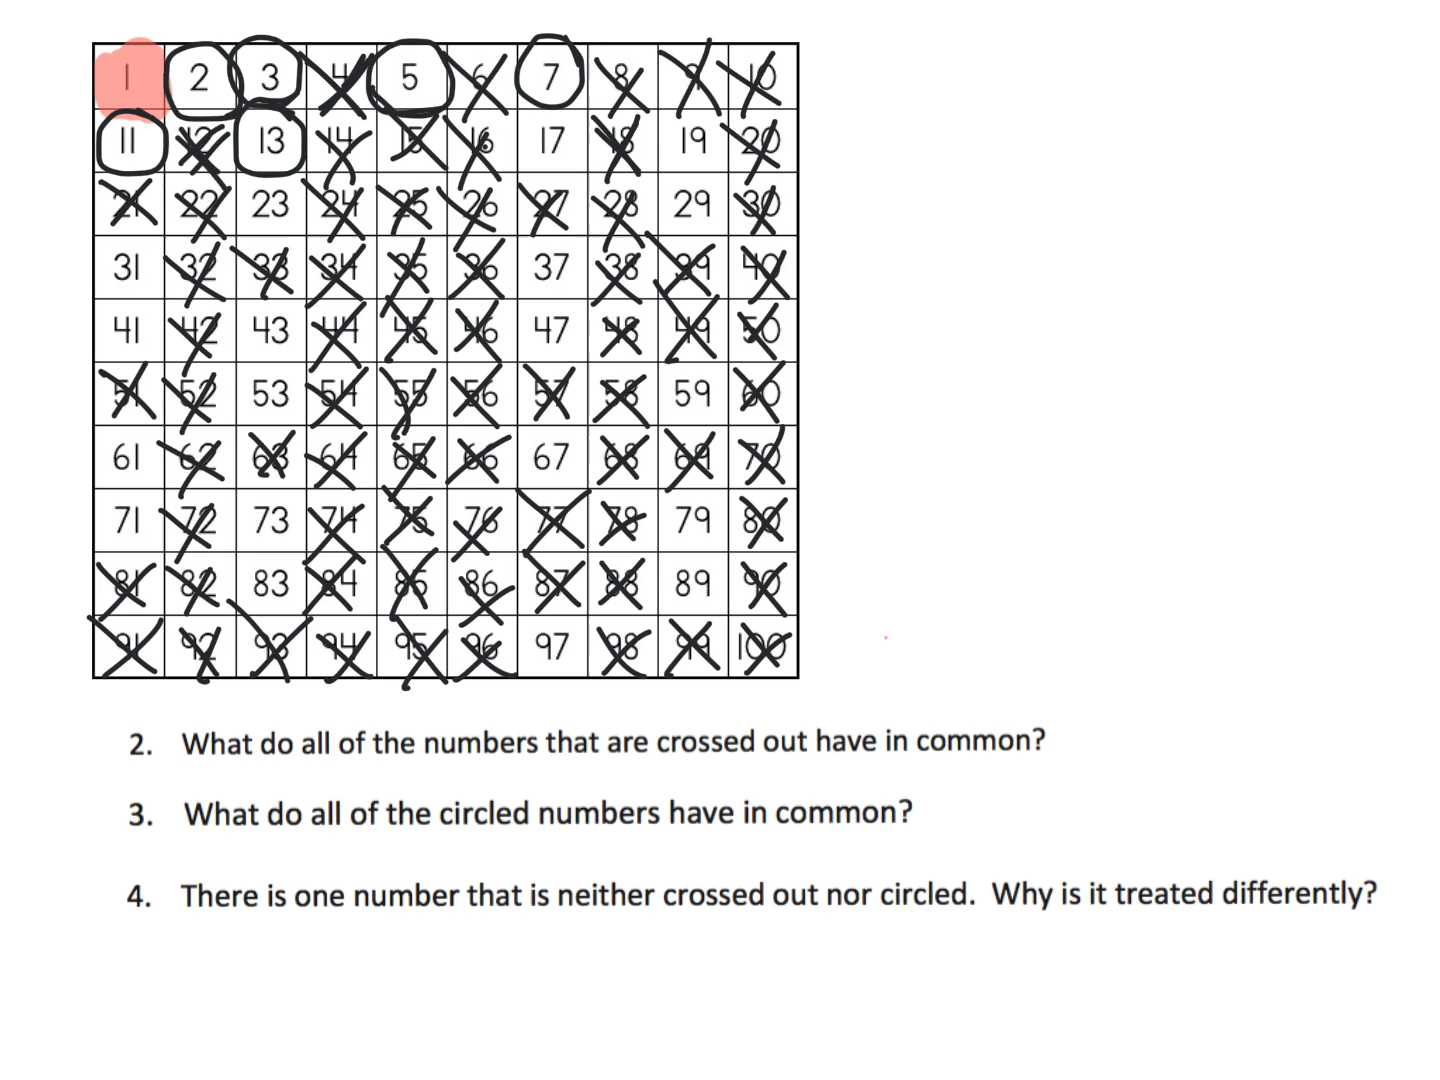 1 2 3 4 5 6 7 8 9 10
11 12 13 14 15 16 17 18 19 20
21 22 23 24 25 26 27 28 29 30
31 32 33 34 35 36 37 38 39 40
41 42 43 44 45 46 47 48 49 50
51 52 53 54 55 56 57 58 59 60
61 62 63 64 65 66 67 68 69 70
71 72 73 74 75 76 77 78 79 80
81 82 83 84 85 86 87 88 89 90
91 92 93 94 95 96 97 98 99 100
2. What do all of the numbers that are crossed out have in common?
3. What do all of the circled numbers have in common?
4. There is one number that is neither crossed out nor circled. Why is it treated differently?